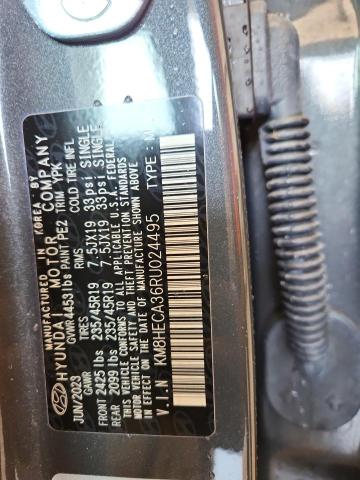 MANUFACTURED IN KOREA BY
HYUNDAI MOTOR COMPANY
JUN/2023 GVWR 4453lbs PAINT PE2 TRIM YPK
GAWR TIRES RIMS COLD TIRE INFL
FRONT 2425 lbs 235/45R19 7.5JX19 33psi SINGLE
REAR 2095 lbs 235/45R19 7.5JX19 33psi SINGLE
THIS VEHICLE CONFORMS TO ALL APPLICABLE U.S.A. FEDERAL
MOTOR VEHICLE SAFETY AND THEFT PREVENTION STANDARDS
IN EFFECT ON THE DATE OF MANUFACTURE SHOWN ABOVE
V.I.N KM8HECA36RU024495 TYPE :